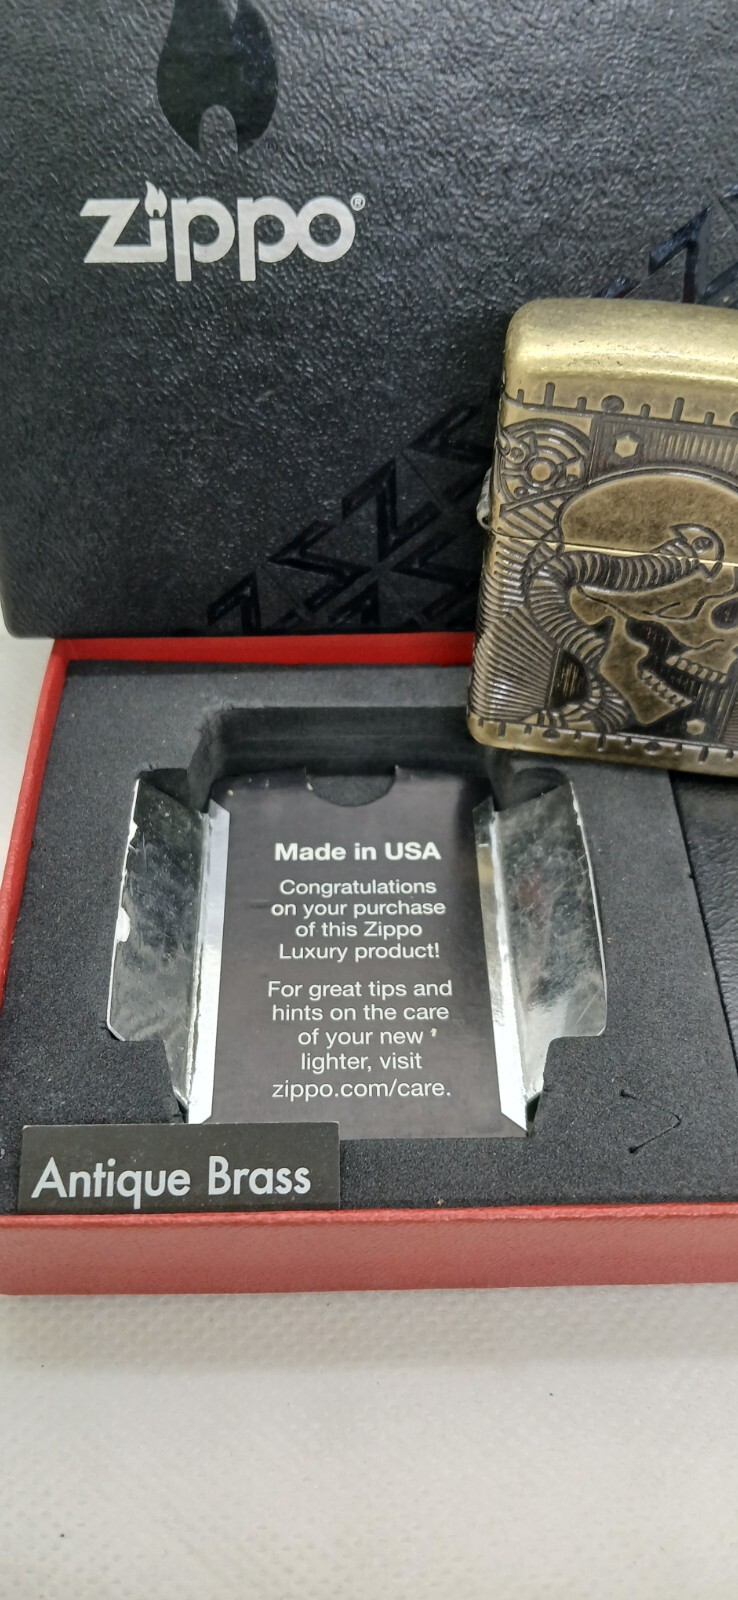 zippo®
Made in USA
Congratulations
on your purchase
of this Zippo
Luxury product!
For great tips and
hints on the care
of your new
lighter, visit
zippo.com/care.
Antique Brass